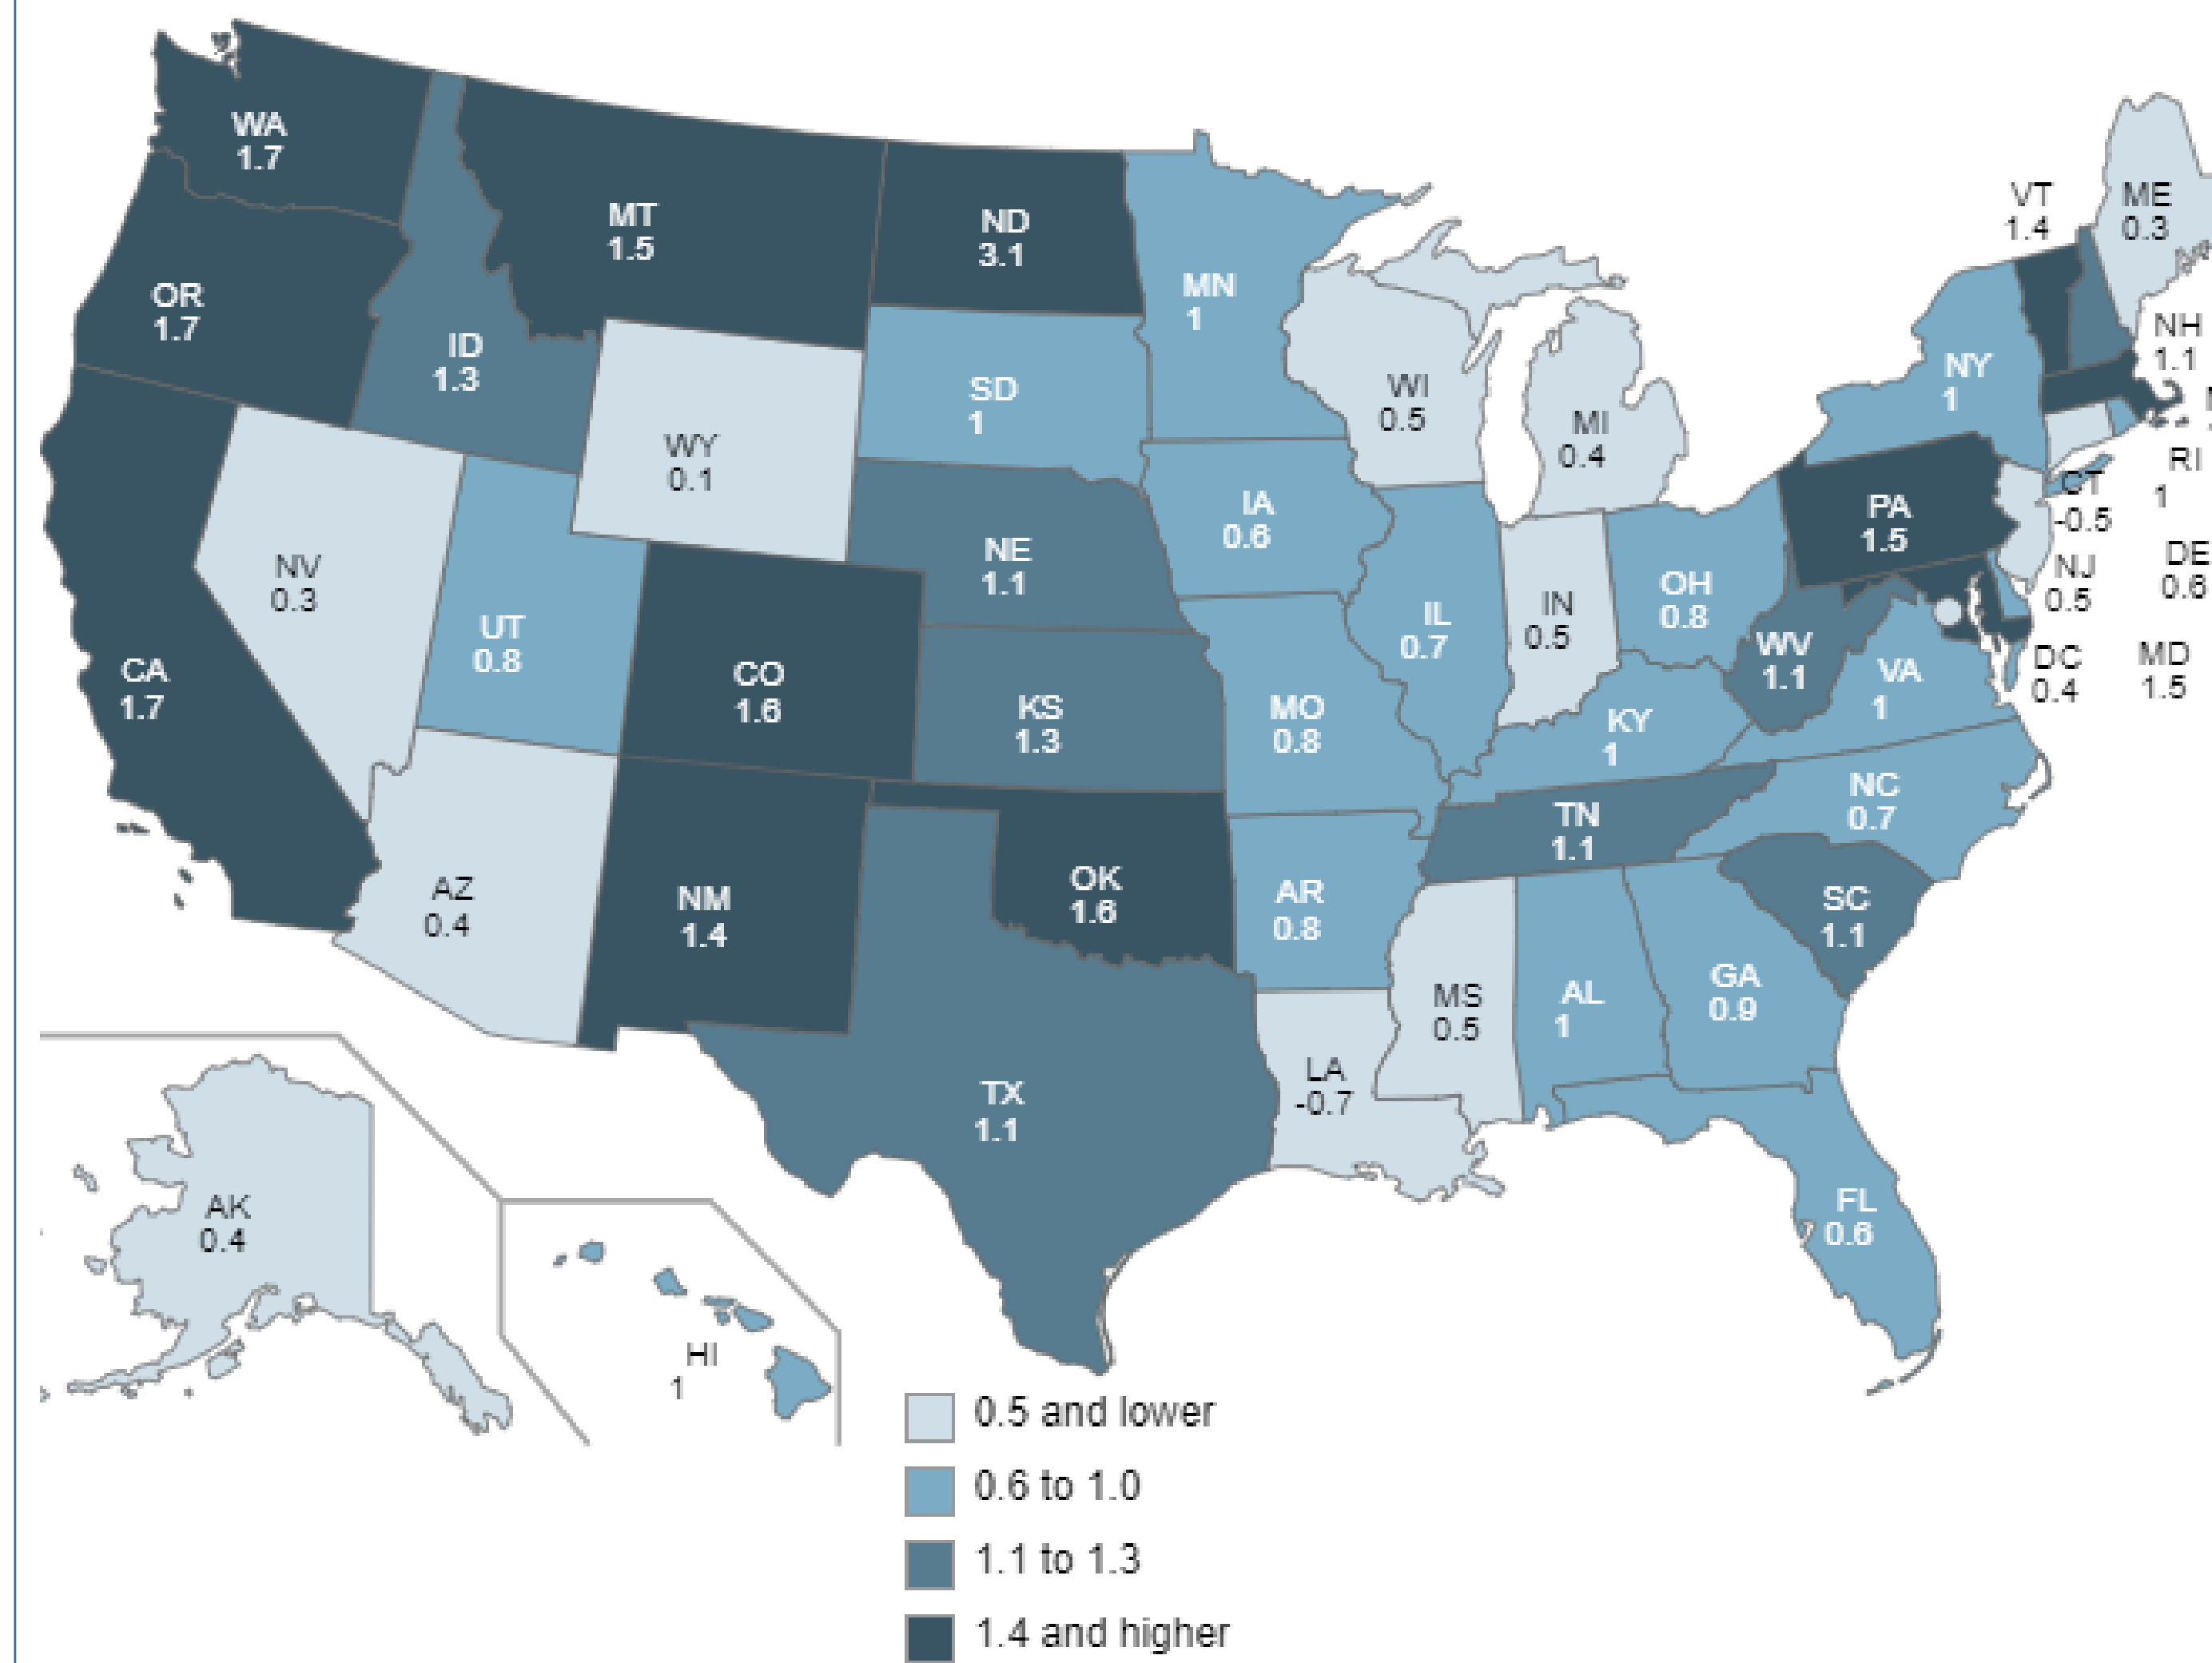 WA
1.7
MT
1.5
ND
3.1
MN
1
VT
1.4
ME
0.3
OR
1.7
ID
1.3
SD
1
WY
0.1
WI
0.5
MI
0.4
NY
1
NH
1.1
RI
1
CT
-0.5
PA
1.5
NJ
0.5
DE
0.6
NV
0.3
UT
0.8
CO
1.6
NE
1.1
IA
0.6
IL
0.7
IN
0.5
OH
0.8
WV
1.1
VA
1
DC
0.4
MD
1.5
CA
1.7
KS
1.3
MO
0.8
KY
1
TN
1.1
NC
0.7
AZ
0.4
NM
1.4
OK
1.6
AR
0.8
SC
1.1
MS
0.5
AL
1
GA
0.9
TX
1.1
LA
-0.7
FL
0.6
AK
0.4
HI
1
0.5 and lower
0.6 to 1.0
1.1 to 1.3
1.4 and higher